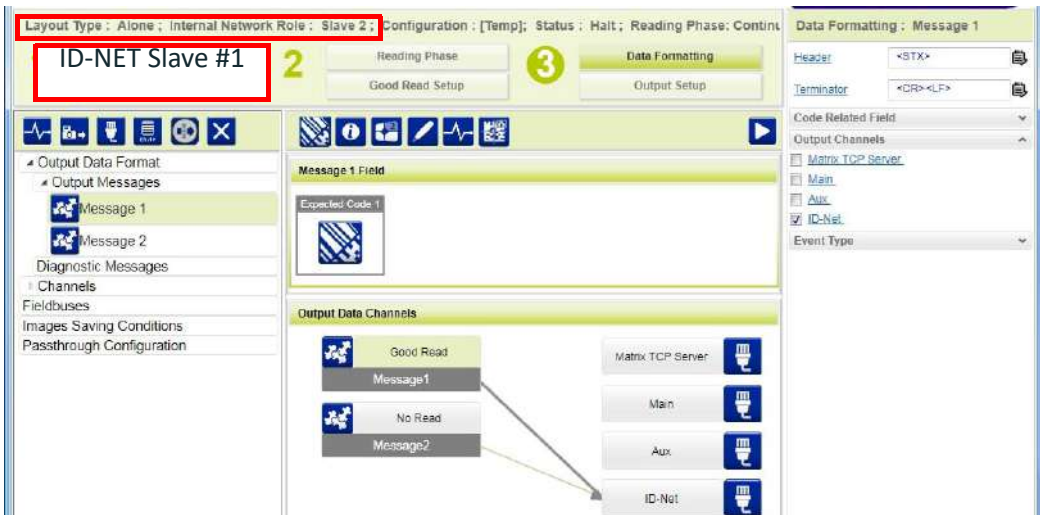 Layout Type : Alone ; Internal Network Role : Slave 2 ; Configuration : [Temp]; Status : Halt ; Reading Phase: Continu
ID-NET Slave #1
2
Reading Phase
Good Read Setup
3
Data Formatting
Output Setup
Output Data Format
Output Messages
Message 1
Message 2
Diagnostic Messages
Channels
Fieldbuses
Images Saving Conditions
Passthrough Configuration
Message 1 Field
Expected Code 1
Output Data Channels
Good Read
Message1
No Read
Message2
Matrix TCP Server
Main
Aux
ID-Net
Data Formatting : Message 1
Header
<STX>
Terminator
<CR><LF>
Code Related Field
Output Channels
Matrix TCP Server
Main
Aux
ID-Net
Event Type